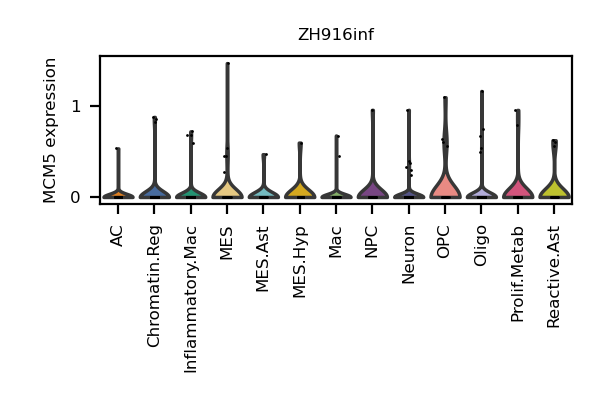 ZH916inf
MCM5 expression
1
0
AC
Chromatin.Reg
Inflammatory.Mac
MES
MES.Ast
MES.Hyp
Mac
NPC
Neuron
OPC
Oligo
Prolif.Metab
Reactive.Ast